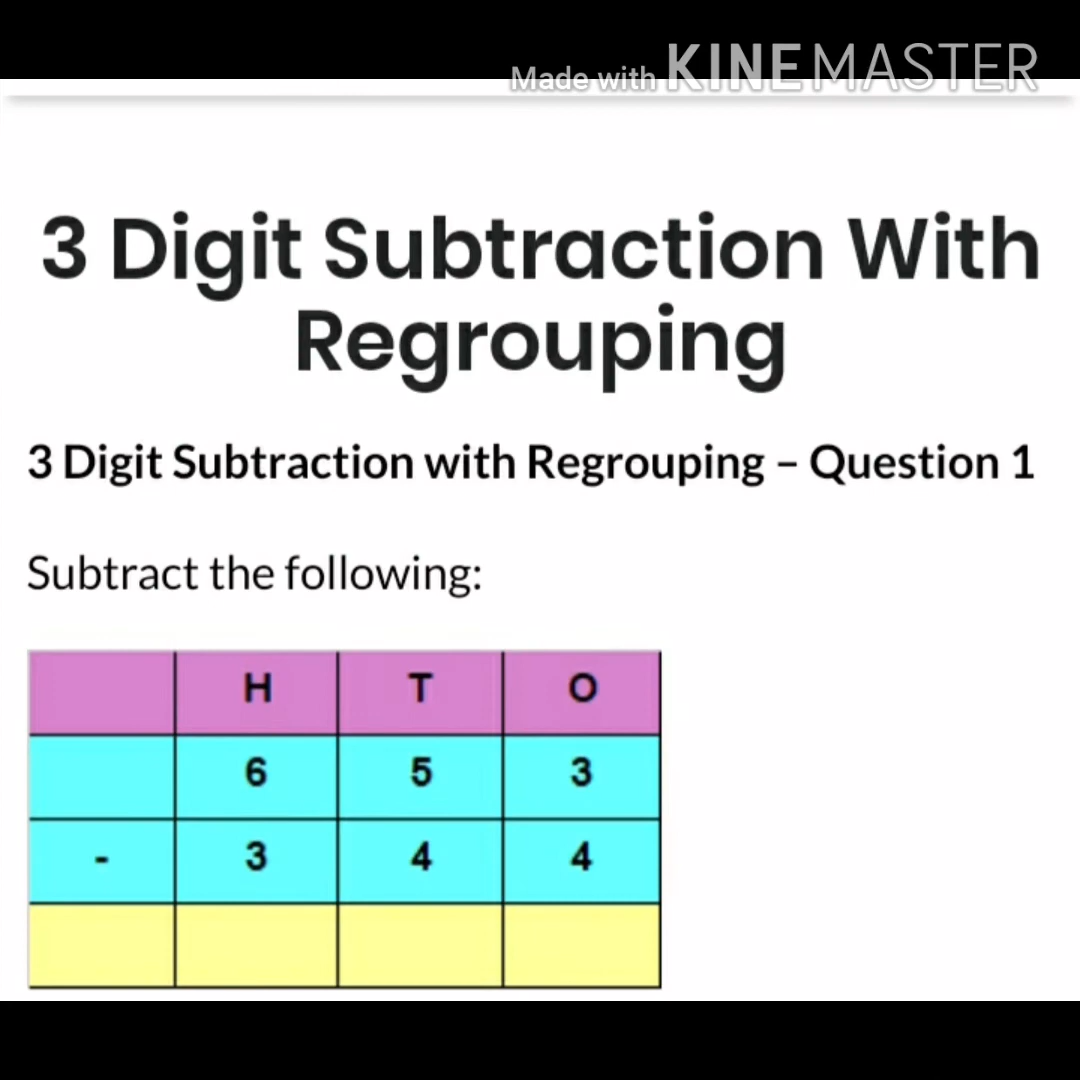 Made with KINEMASTER
3 Digit Subtraction With
Regrouping
3 Digit Subtraction with Regrouping – Question 1
Subtract the following:
H T O
6 5 3
- 3 4 4